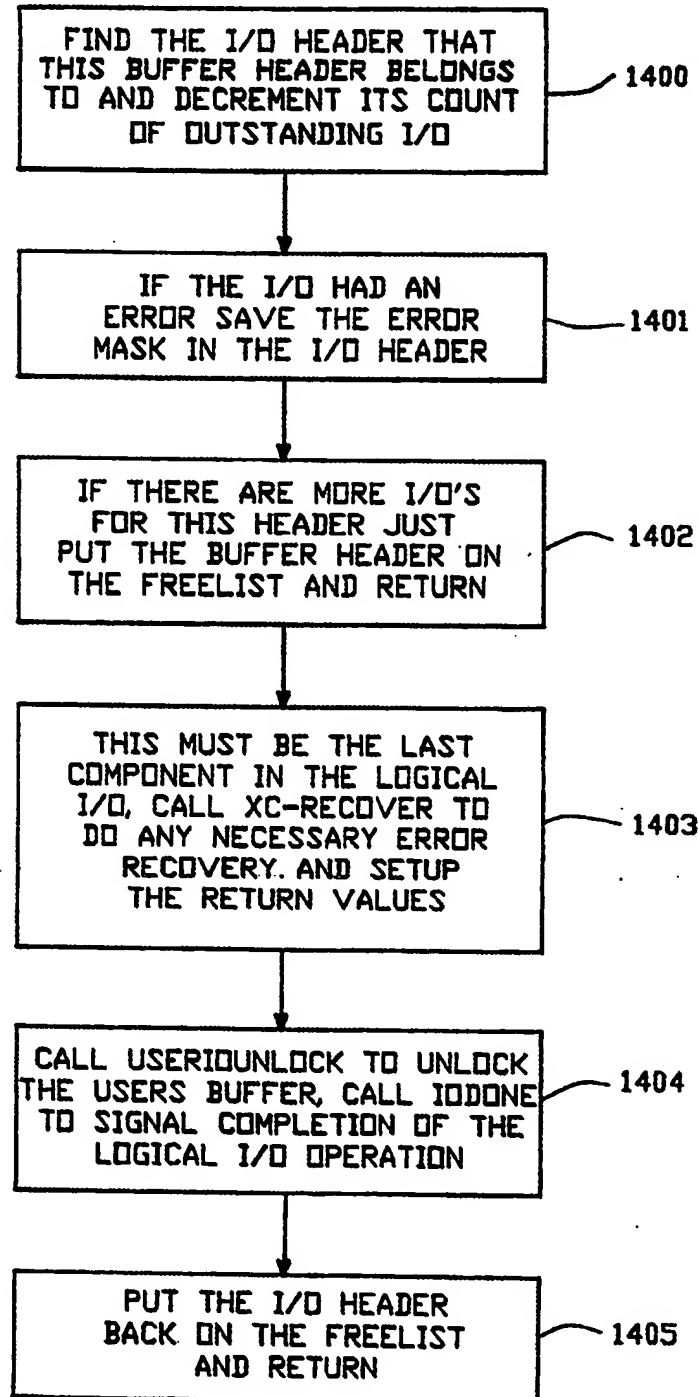 FIND THE I/O HEADER THAT
THIS BUFFER HEADER BELONGS
TO AND DECREMENT ITS COUNT
OF OUTSTANDING I/O
1400
IF THE I/O HAD AN
ERROR SAVE THE ERROR
MASK IN THE I/O HEADER
1401
IF THERE ARE MORE I/O'S
FOR THIS HEADER JUST
PUT THE BUFFER HEADER ON
THE FREELIST AND RETURN
1402
THIS MUST BE THE LAST
COMPONENT IN THE LOGICAL
I/O, CALL XC-RECOVER TO
DO ANY NECESSARY ERROR
RECOVERY. AND SETUP
THE RETURN VALUES
1403
CALL USERIOUNLOCK TO UNLOCK
THE USERS BUFFER, CALL IODONE
TO SIGNAL COMPLETION OF THE
LOGICAL I/O OPERATION
1404
PUT THE I/O HEADER
BACK ON THE FREELIST
AND RETURN
1405